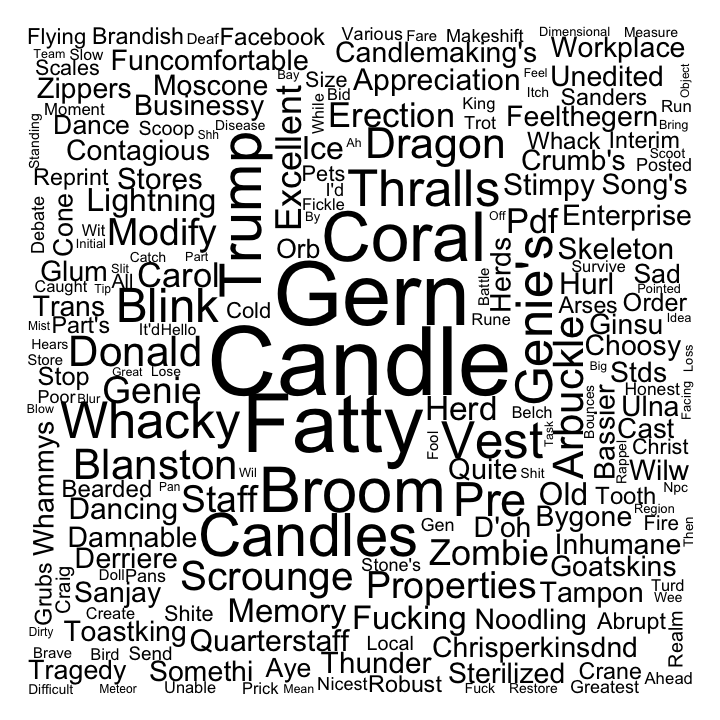 Flying Brandish Deaf Facebook Various Fare Makeshift Dimensional Measure
Team Slow Funcomfortable Candlemaking's Workplace
Scales Bay Size Appreciation Feel Unedited Object
Zippers Moscone While Bid Itch Sanders
Moment Businessy Excellent Erection King Feelthegern Run
Standing Dance Scoop Shh Disease Trot Bring
Contagious Trump Ice Ah Dragon Whack Interim
Crumb's Scoot Posted
Reprint Stores Pets I'd Thralls Stimpy Song's
Debate Cone Lightning Fickle
Wit Initial Modify By Coral Off Pdf Enterprise
Catch Part Orb Herds Genie's Skeleton
Glum Slit All Carol Gern Battle Hurl Survive Sad
Caught Tip Pointed
Trans Blink Cold Rune Arses Order
Mist Part's It'd Hello Ginsu Idea
Hears Donald Candle Arbuckle Choosy Loss
Store Great Lose Big Stds
Stop Genie Honest
Poor Blur Bounces Facing
Blow Whacky Fatty Herd Belch Bassier Ulna
Whammys Fool Vest Task Cast
Rappel Christ
Blanston Wil Quite Shit Wilw
Bearded Pan Staff Broom Pre Old Tooth Npc
Dancing Region
Damnable Candles Gen D'oh Bygone Fire Then
Derriere Zombie Inhumane
Grubs Craig Doll Pans Scrounge Stone's Goatskins
Sanjay Properties Tampon Turd
Create Shite Memory Wee
Dirty Toastking Fucking Noodling Abrupt Realm
Brave Bird Send Quarterstaff Local Chrisperkinsdnd
Tragedy Somethi Aye Thunder Sterilized Crane Ahead
Difficult Meteor Unable Prick Mean Nicest Robust Fuck Restore Greatest